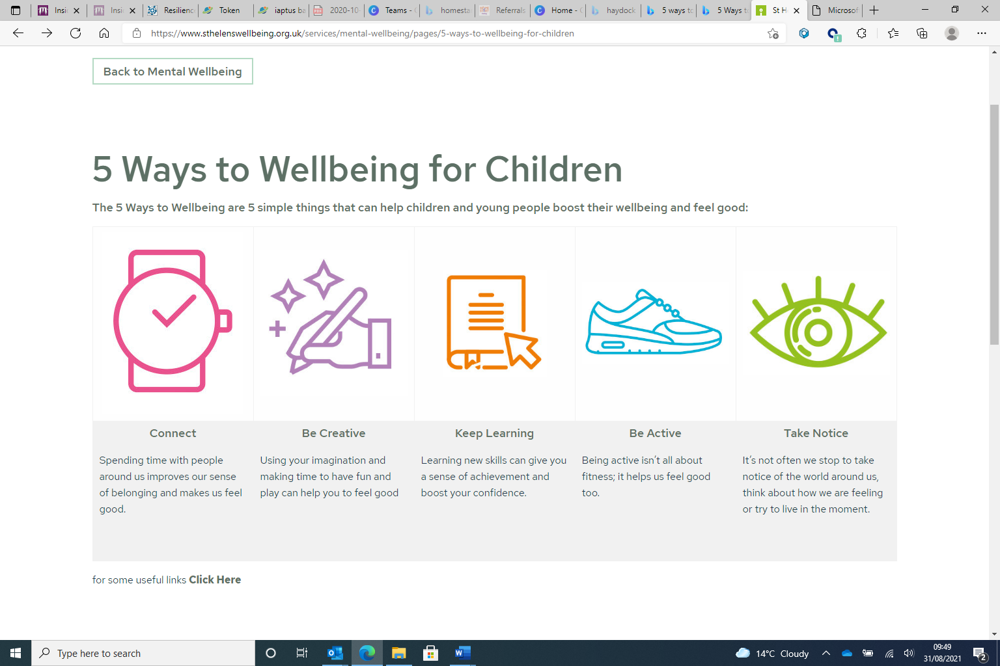 Insi
Insi
Resilienc
Token
iaptus ba
2020-10-
Teams -
homesta
Referrals
Home -
haydock
5 ways to
5 Ways to
St H
Microsof
https://www.sthelenswellbeing.org.uk/services/mental-wellbeing/pages/5-ways-to-wellbeing-for-children
Back to Mental Wellbeing
5 Ways to Wellbeing for Children
The 5 Ways to Wellbeing are 5 simple things that can help children and young people boost their wellbeing and feel good:
Connect
Spending time with people
around us improves our sense
of belonging and makes us feel
good.
Be Creative
Using your imagination and
making time to have fun and
play can help you to feel good
Keep Learning
Learning new skills can give you
a sense of achievement and
boost your confidence.
Be Active
Being active isn’t all about
fitness; it helps us feel good
too.
Take Notice
It’s not often we stop to take
notice of the world around us,
think about how we are feeling
or try to live in the moment.
for some useful links Click Here
Type here to search
14°C Cloudy
09:49
31/08/2021
2